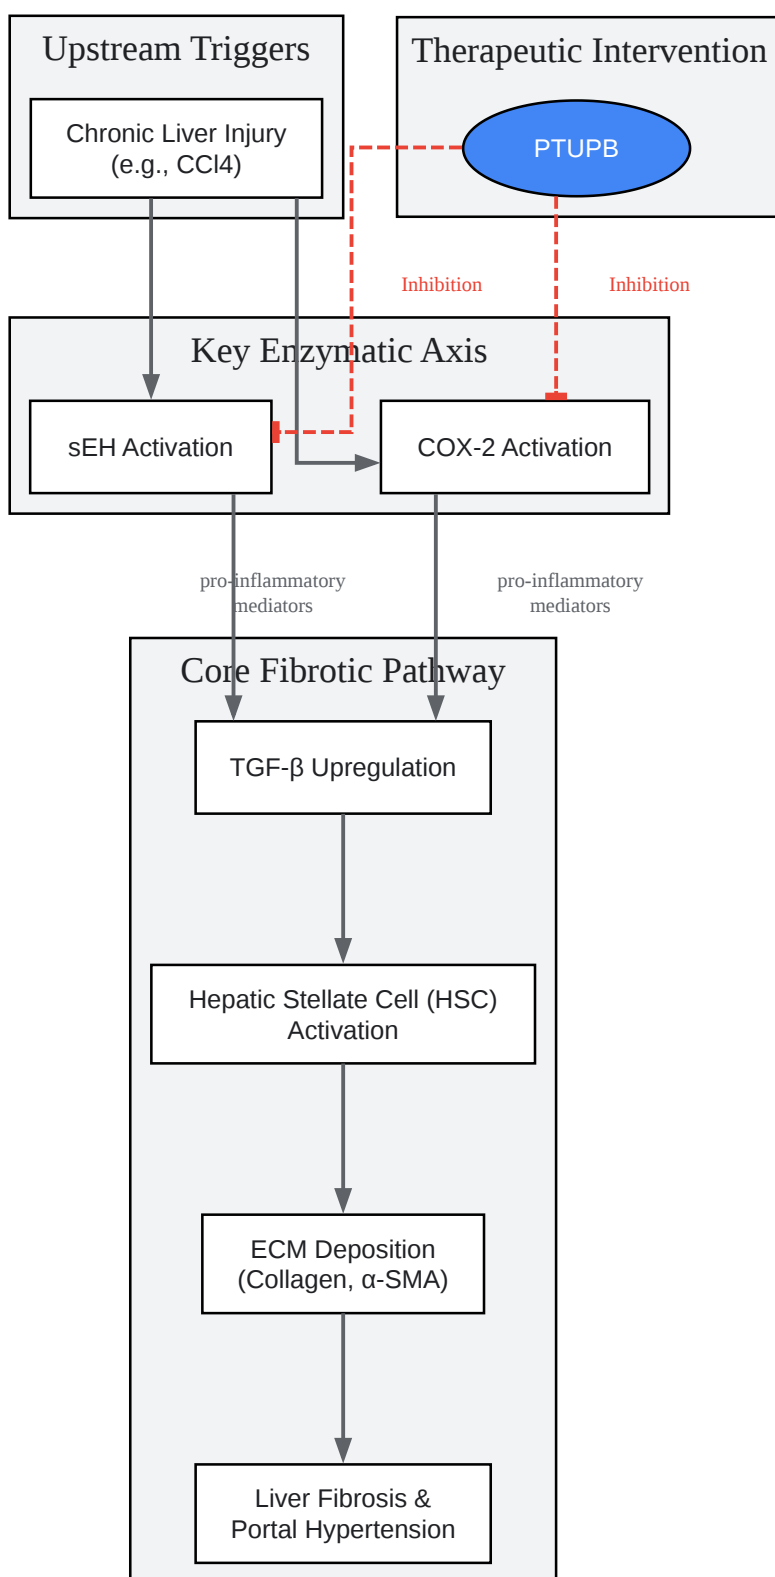 Upstream Triggers
Chronic Liver Injury
(e.g., CCl4)
Therapeutic Intervention
PTUPB
Inhibition
Inhibition
Key Enzymatic Axis
sEH Activation
COX-2 Activation
pro-inflammatory
mediators
pro-inflammatory
mediators
Core Fibrotic Pathway
TGF-β Upregulation
Hepatic Stellate Cell (HSC)
Activation
ECM Deposition
(Collagen, α-SMA)
Liver Fibrosis &
Portal Hypertension